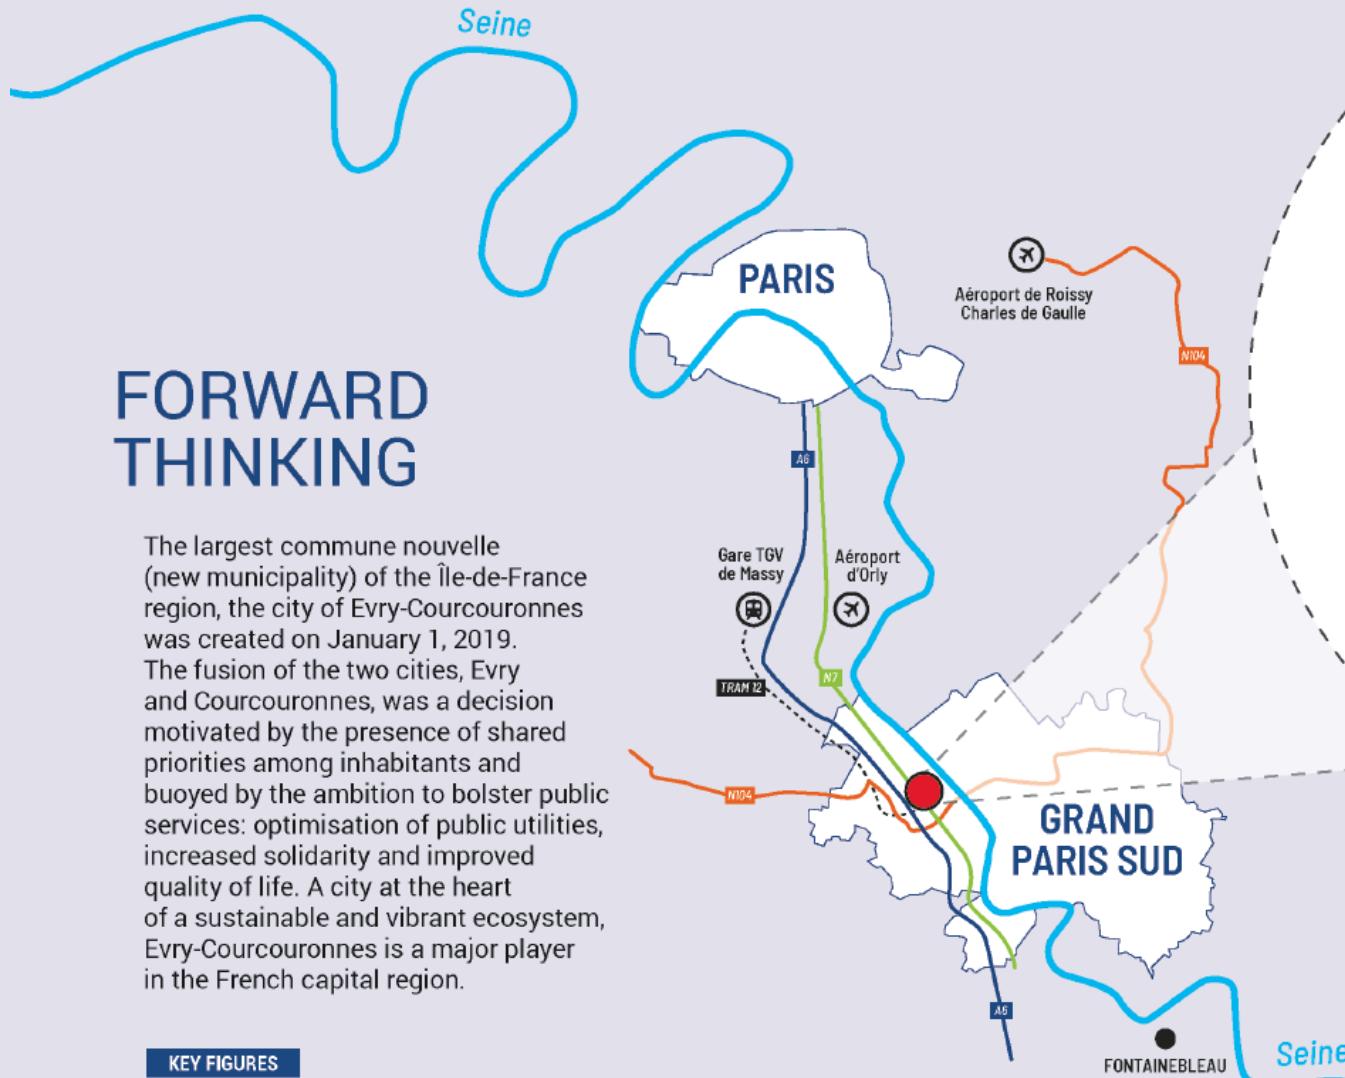 Seine
PARIS
Aéroport de Roissy
Charles de Gaulle
N104
FORWARD
THINKING
A6
Gare TGV
de Massy
Aéroport
d'Orly
The largest commune nouvelle
(new municipality) of the Île-de-France
region, the city of Evry-Courcouronnes
was created on January 1, 2019.
The fusion of the two cities, Evry
and Courcouronnes, was a decision
motivated by the presence of shared
priorities among inhabitants and
buoyed by the ambition to bolster public
services: optimisation of public utilities,
increased solidarity and improved
quality of life. A city at the heart
of a sustainable and vibrant ecosystem,
Evry-Courcouronnes is a major player
in the French capital region.
TRAM 12
N7
N104
GRAND
PARIS SUD
A6
FONTAINEBLEAU
Seine
KEY FIGURES